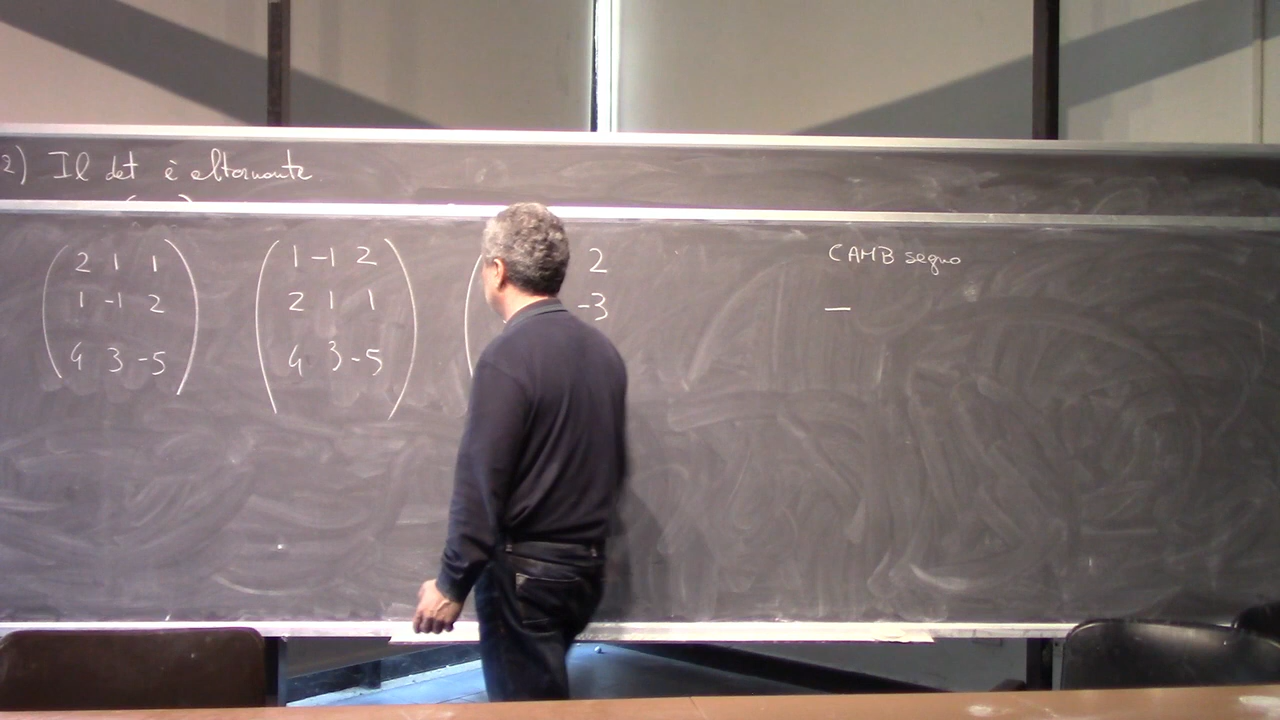 2) Il det è alternante.
2 1 1
1 -1 2
4 3 -5
1 -1 2
2 1 1
4 3 -5
2
-3
CAMB segno
—